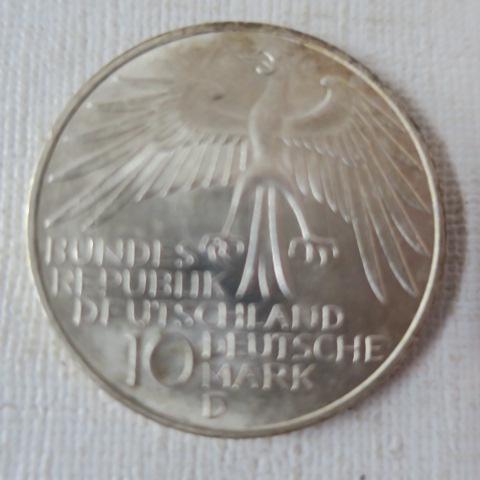 BUNDES
REPUBLIK
DEUTSCHLAND
10 DEUTSCHE
MARK
D